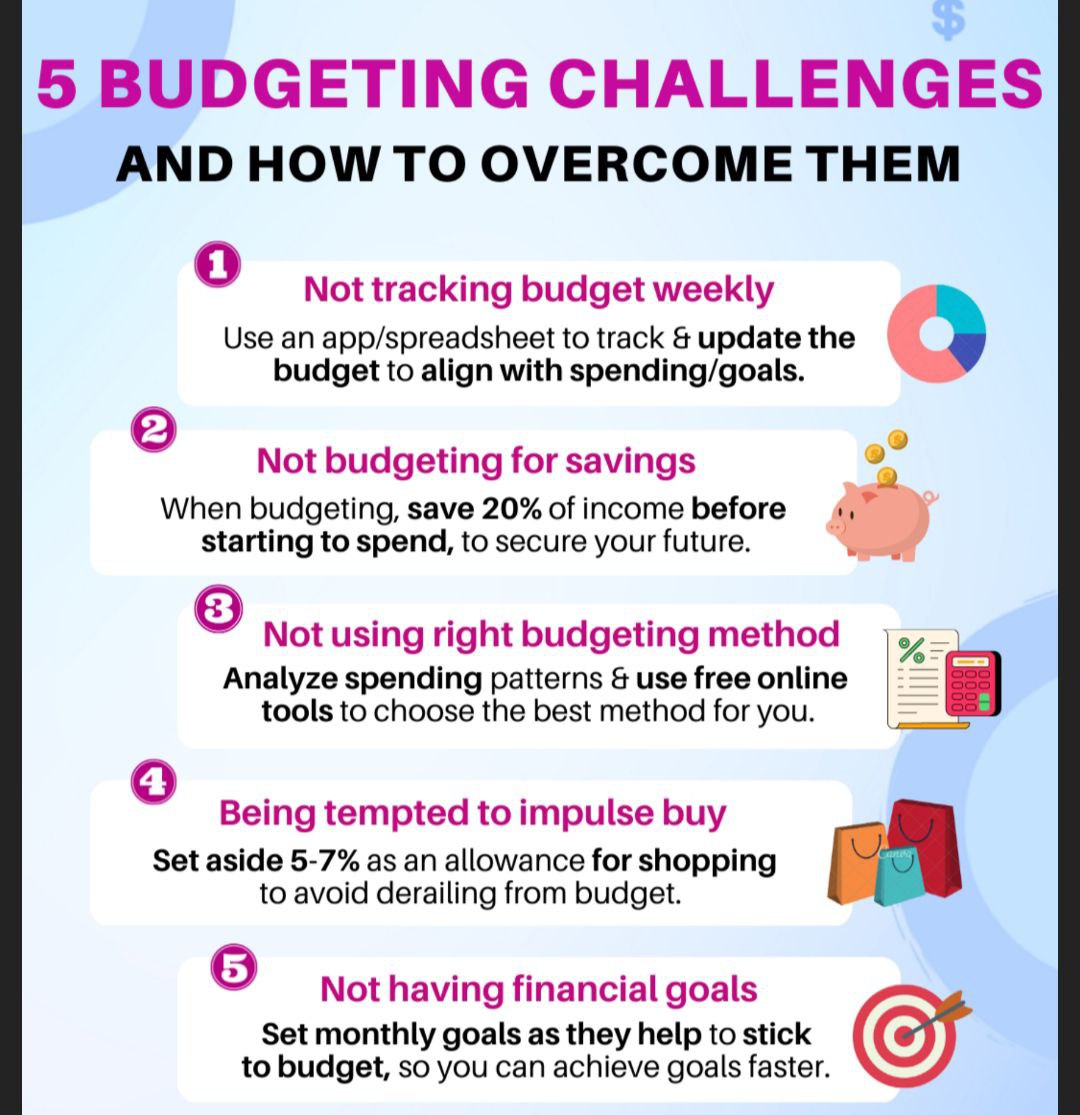 $
5 BUDGETING CHALLENGES
AND HOW TO OVERCOME THEM
1
Not tracking budget weekly
Use an app/spreadsheet to track & update the
budget to align with spending/goals.
2
Not budgeting for savings
When budgeting, save 20% of income before
starting to spend, to secure your future.
3
Not using right budgeting method
Analyze spending patterns & use free online
tools to choose the best method for you.
%
4
Being tempted to impulse buy
Set aside 5-7% as an allowance for shopping
to avoid derailing from budget.
Canva
5
Not having financial goals
Set monthly goals as they help to stick
to budget, so you can achieve goals faster.